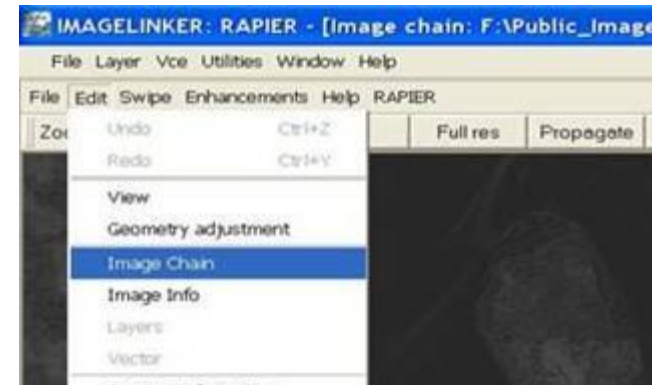 IMAGELINKER: RAPIER - [Image chain: F:\Public_Image
File Layer Vce Utilities Window Help
File Edit Swipe Enhancements Help RAPIER
Undo Ctrl+Z Full res Propagate
Redo Ctrl+Y
View
Geometry adjustment
Image Chain
Image Info
Layers
Vector